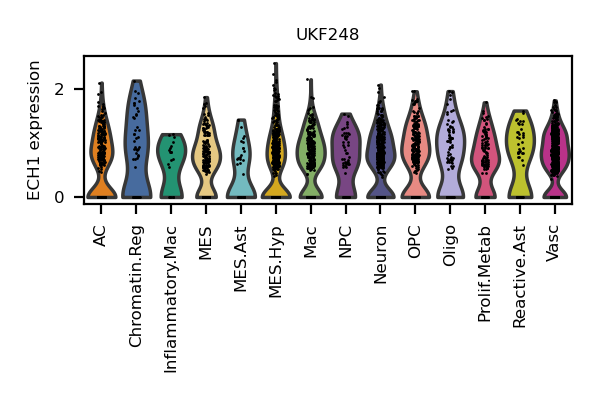 UKF248
ECH1 expression
2
0
AC
Chromatin.Reg
Inflammatory.Mac
MES
MES.Ast
MES.Hyp
Mac
NPC
Neuron
OPC
Oligo
Prolif.Metab
Reactive.Ast
Vasc